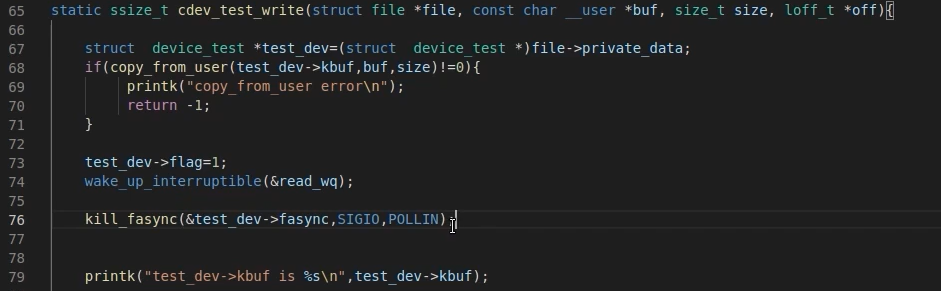 65 static ssize_t cdev_test_write(struct file *file, const char __user *buf, size_t size, loff_t *off){
66
67 struct  device_test *test_dev=(struct  device_test *)file->private_data;
68 if(copy_from_user(test_dev->kbuf,buf,size)!=0){
69 printk("copy_from_user error\n");
70 return -1;
71 }
72
73 test_dev->flag=1;
74 wake_up_interruptible(&read_wq);
75
76 kill_fasync(&test_dev->fasync,SIGIO,POLLIN);
77
78
79 printk("test_dev->kbuf is %s\n",test_dev->kbuf);